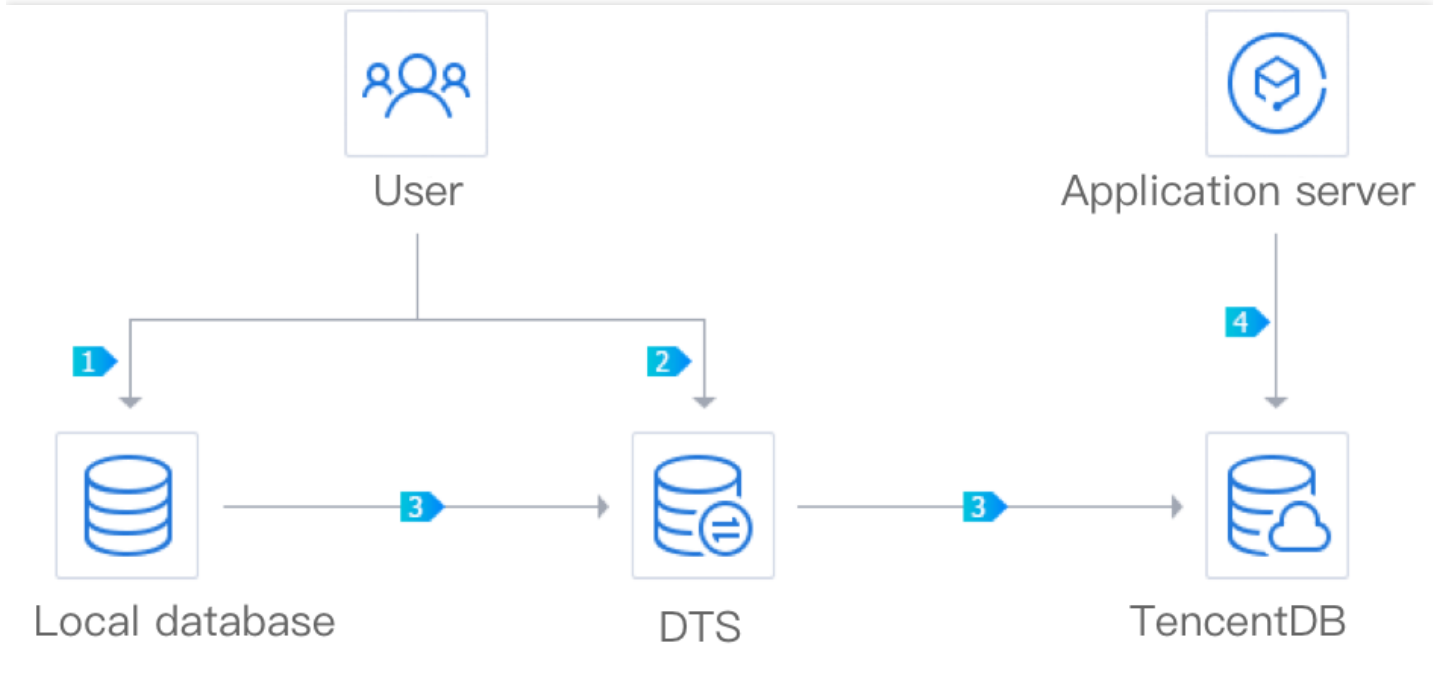 User
Application server
1
2
4
3
3
Local database
DTS
TencentDB